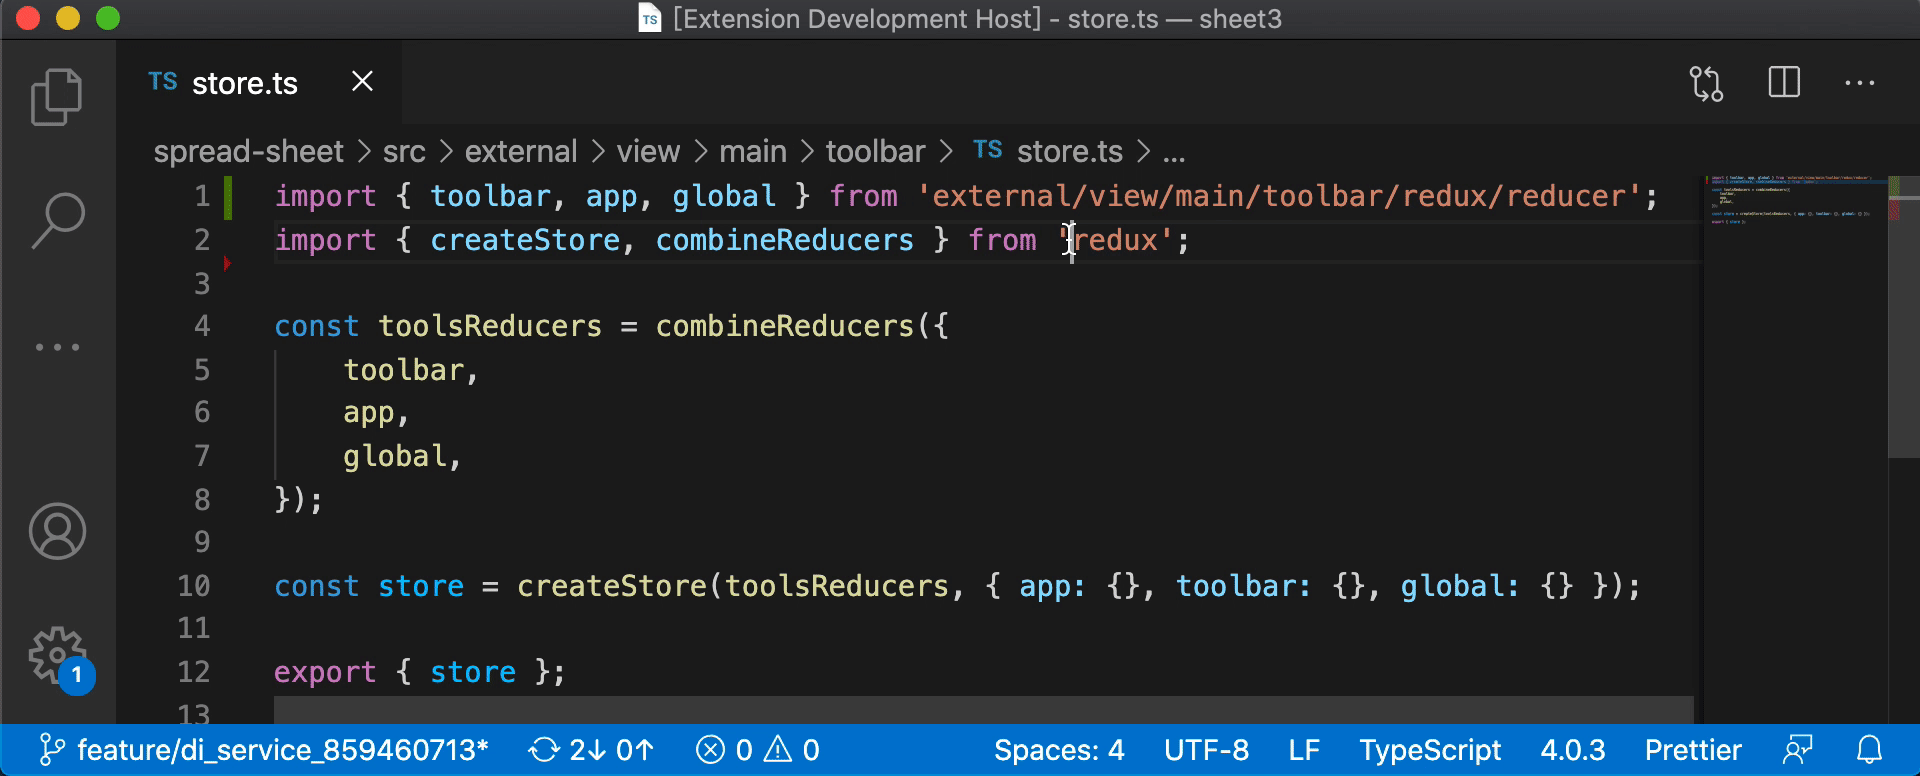 TS [Extension Development Host] - store.ts — sheet3
TS store.ts
spread-sheet > src > external > view > main > toolbar > TS store.ts > ...
1 import { toolbar, app, global } from 'external/view/main/toolbar/redux/reducer';
2 import { createStore, combineReducers } from 'redux';
3
4 const toolsReducers = combineReducers({
5     toolbar,
6     app,
7     global,
8 });
9
10 const store = createStore(toolsReducers, { app: {}, toolbar: {}, global: {} });
11
12 export { store };
13
1
feature/di_service_859460713* 2↓ 0↑ 0 0 Spaces: 4 UTF-8 LF TypeScript 4.0.3 Prettier